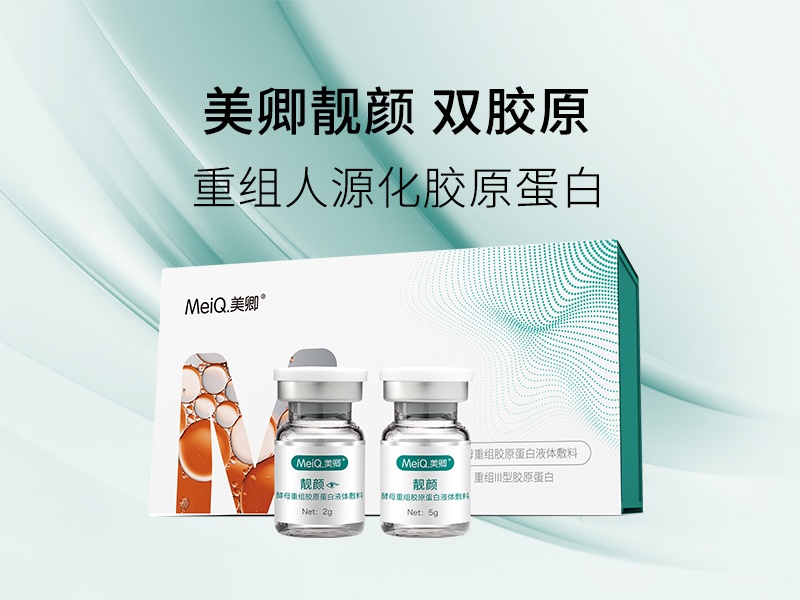 美卿靓颜 双胶原
重组人源化胶原蛋白
MeiQ.美卿®
母重组胶原蛋白液体敷料
重组III型胶原蛋白
MeiQ.美卿®
靓颜
酵母重组胶原蛋白液体敷料
Net: 2g
MeiQ.美卿®
靓颜
酵母重组胶原蛋白液体敷料
Net: 5g